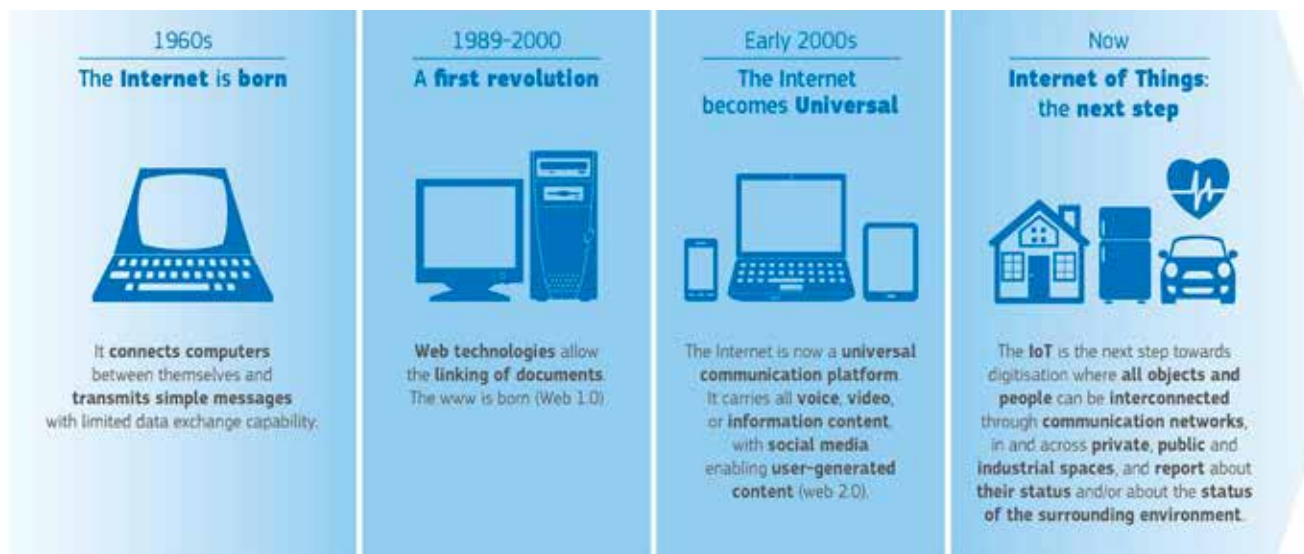 1960s
The Internet is born
It connects computers
between themselves and
transmits simple messages
with limited data exchange capability.
1989-2000
A first revolution
Web technologies allow
the linking of documents.
The www is born (Web 1.0)
Early 2000s
The Internet
becomes Universal
The Internet is now a universal
communication platform.
It carries all voice, video,
or information content,
with social media
enabling user-generated
content (web 2.0).
Now
Internet of Things:
the next step
The IoT is the next step towards
digitisation where all objects and
people can be interconnected
through communication networks,
in and across private, public and
industrial spaces, and report about
their status and/or about the status
of the surrounding environment.